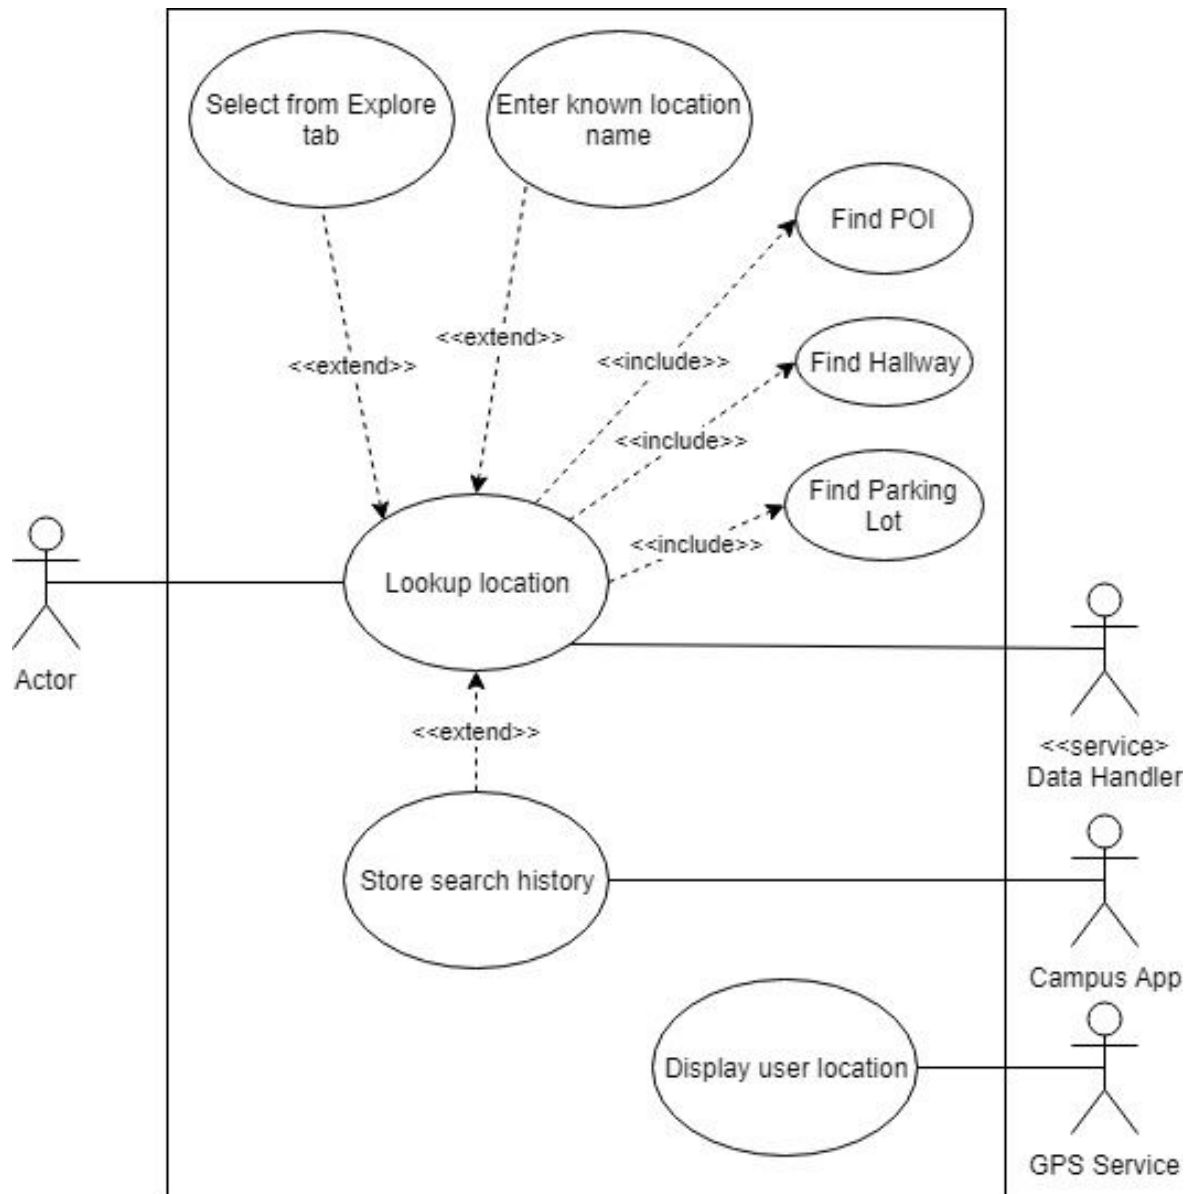 Select from Explore
tab
Enter known location
name
Find POI
<<extend>>
<<extend>>
<<include>>
Find Hallway
<<include>>
Find Parking
Lot
<<include>>
Lookup location
Actor
<<extend>>
<<service>
Data Handler
Store search history
Campus App
Display user location
GPS Service